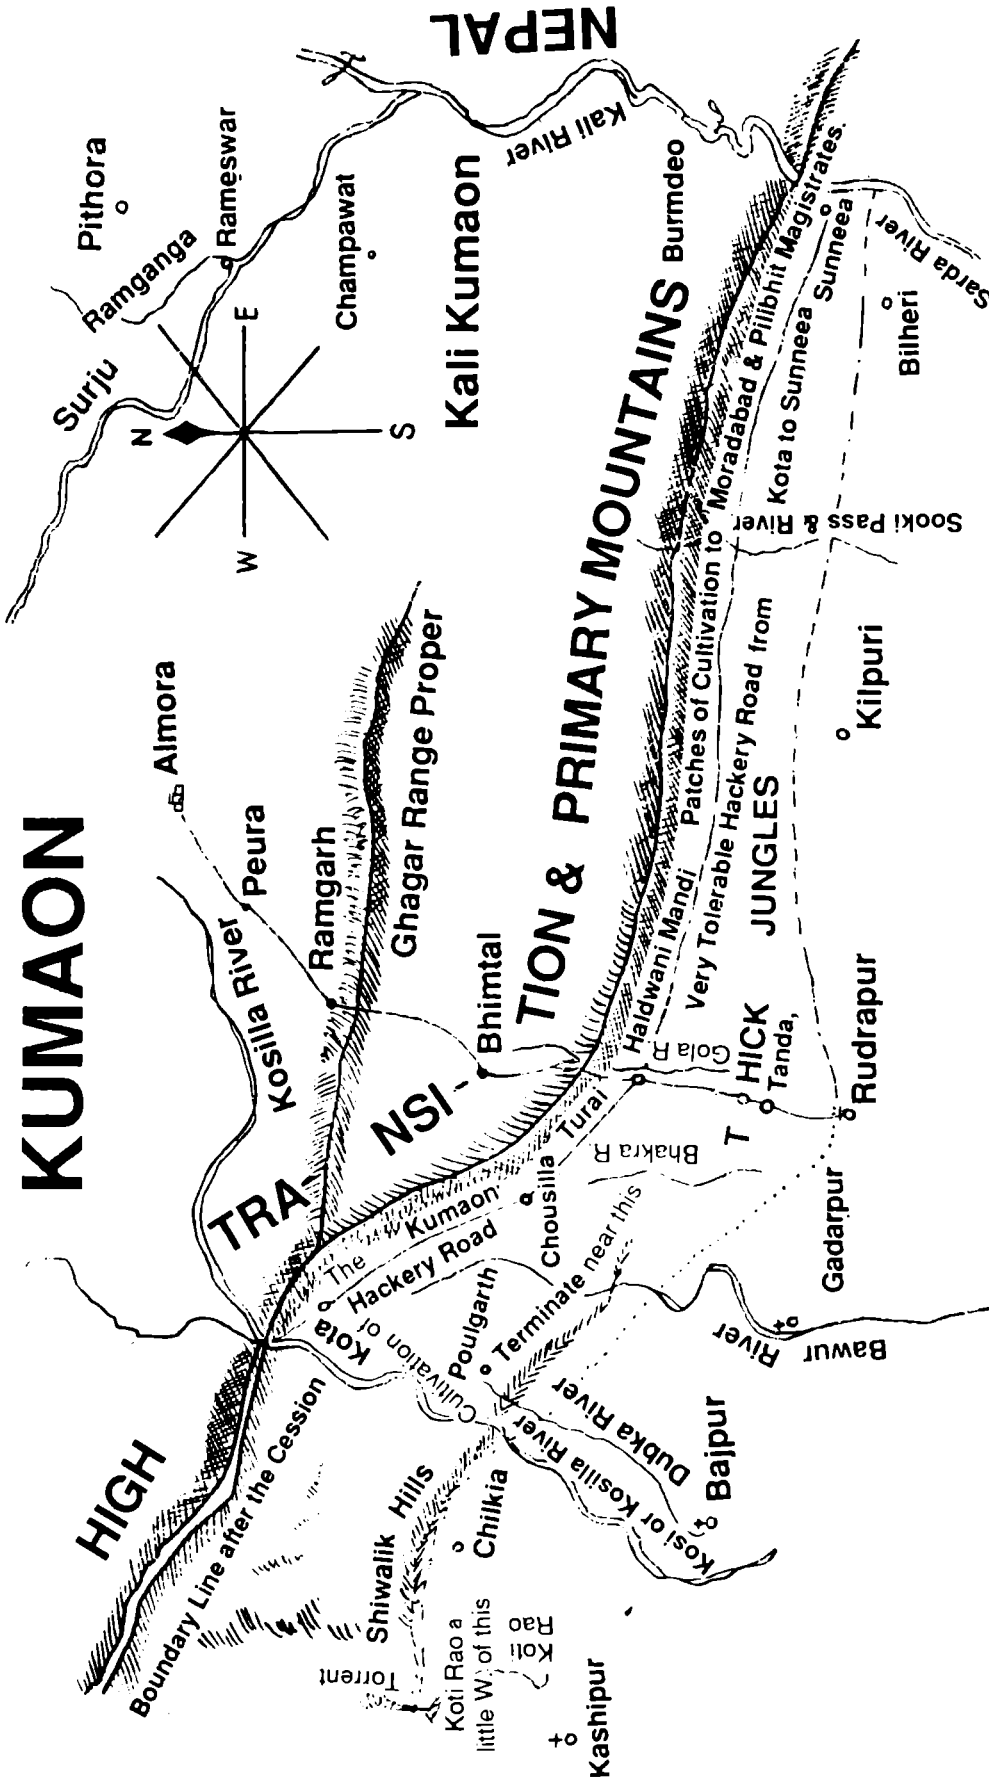 KUMAON
NEPAL
Pithora
Ramganga
Rameswar
Surju
Champawat
N
E
S
W
Kali Kumaon
Kali River
Almora
Peura
Kosilla River
Ramgarh
Ghagar Range Proper
Bhimtal
HIGH
TRA-
NSI-
TION & PRIMARY MOUNTAINS
Burmdeo
Boundary Line after the Cession
The Kumaon Turai
Haldwani Mandi
Patches of Cultivation to Moradabad & Pilibhit Magistrates.
Very Tolerable Hackery Road from
Kota to Sunneea
Sunneea
Sarda River
Bilheri
Sooki Pass & River
Kilpuri
THICK JUNGLES
Tanda,
Gola R.
Rudrapur
Bhakra R.
Chousilla
Hackery Road
Kota
Cultivation of
Poulgarth
Terminate near this
Gadarpur
Bawur River
Dubka River
Kosi or Kosilla River
Bajpur
Shiwalik Hills
Chilkia
Torrent
Koti Rao a
little W. of this
Koti
Rao
Kashipur